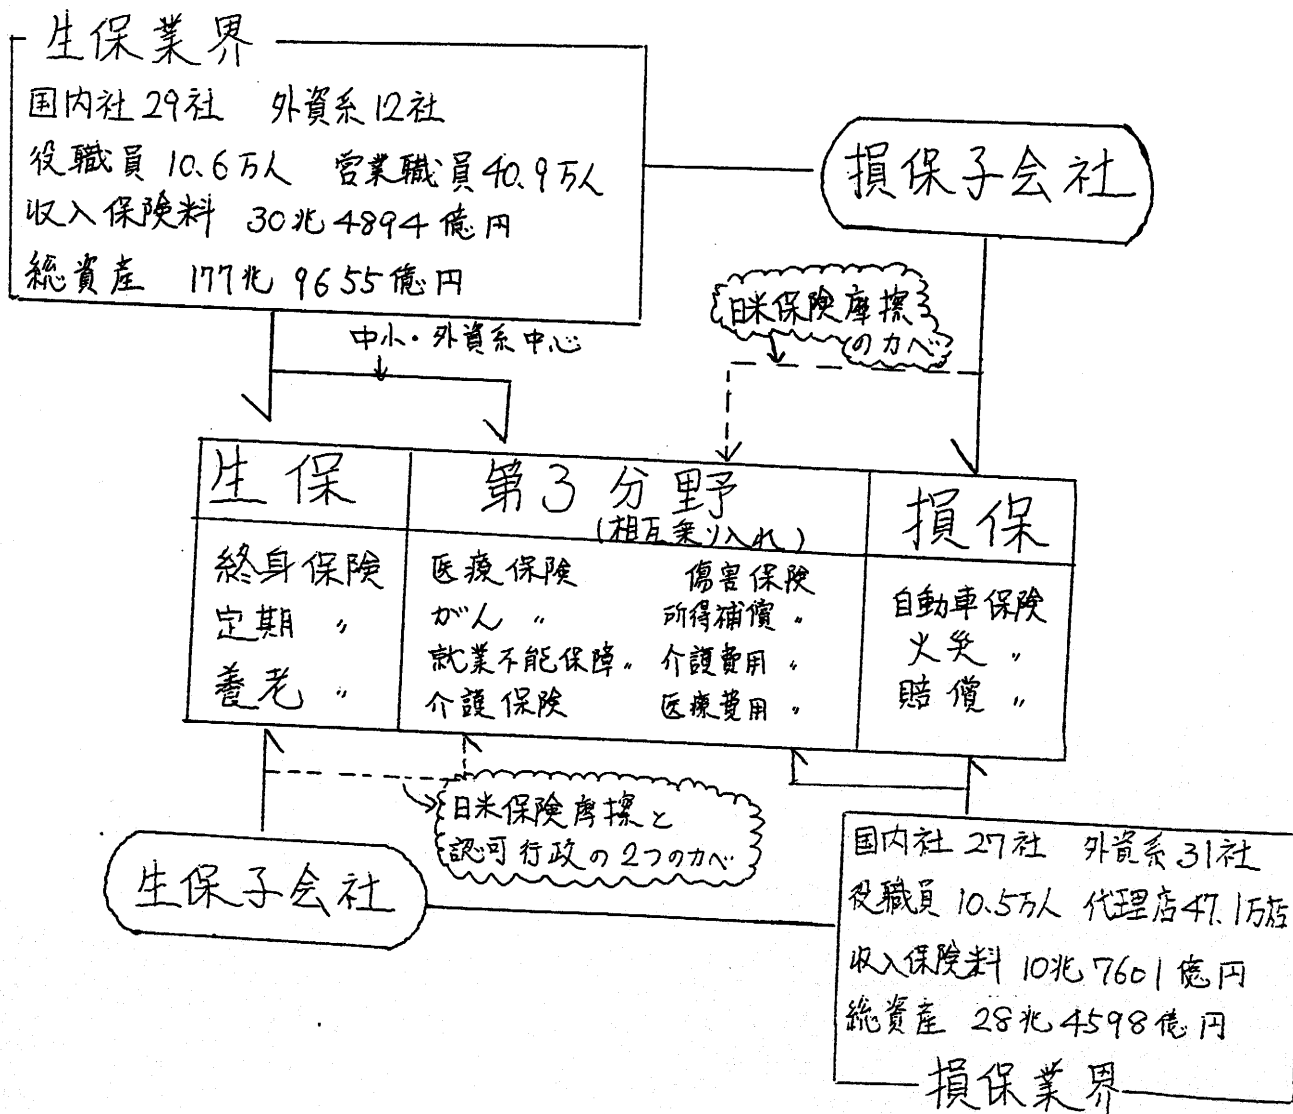 生保業界
国内社29社 外資系12社
役職員 10.6万人 営業職員40.9万人
収入保険料 30兆4894億円
総資産 177兆9655億円
損保子会社
中小・外資系中心
日米保険摩擦
のカベ
生保
第3分野
(相互乗り入れ)
損保
終身保険
定期 〃
養老 〃
医療保険 傷害保険
がん 〃 所得補償 〃
就業不能保障 〃 介護費用 〃
介護保険 医療費用 〃
自動車保険
火災 〃
賠償 〃
日米保険摩擦と
認可行政の2つのカベ
生保子会社
国内社 27社 外資系31社
役職員 10.5万人 代理店47.1万店
収入保険料 10兆7601億円
総資産 28兆4598億円
損保業界